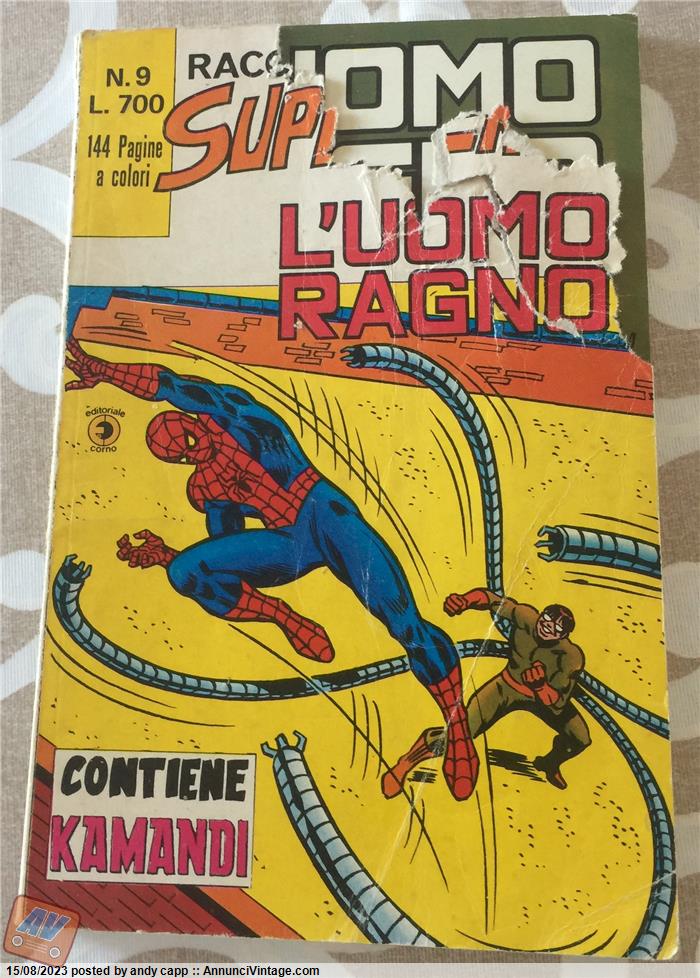 N. 9
L. 700
144 Pagine
a colori
RACC
SUP
UOMO
L'UOMO
RAGNO
editoriale
corno
CONTIENE
KAMANDI
AV
15/08/2023 posted by andy capp :: AnnunciVintage.com